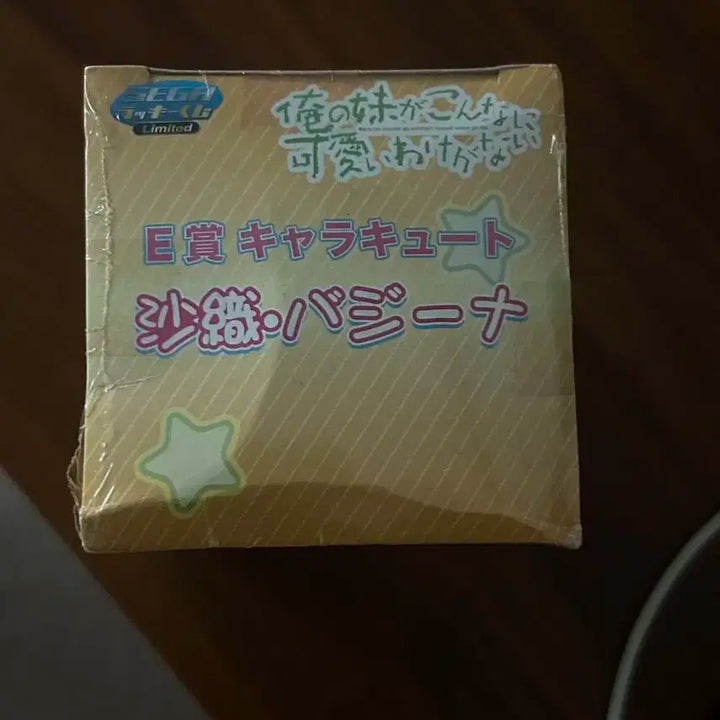 SEGA
ラッキーくじ
Limited
俺の妹がこんなに
可愛いわけがない
E賞 キャラキュート
沙織・バジーナ